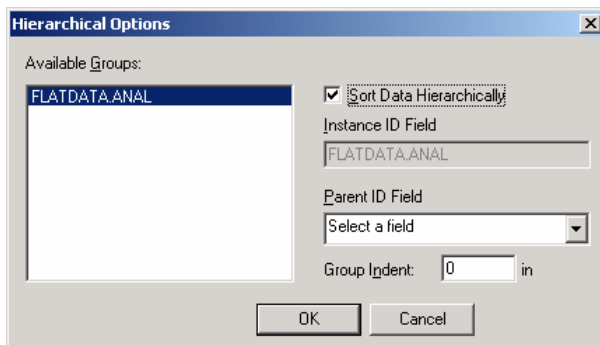 Hierarchical Options
Available Groups:
FLATDATA.ANAL
Sort Data Hierarchically
Instance ID Field
FLATDATA.ANAL
Parent ID Field
Select a field
Group Indent: 0 in
OK Cancel